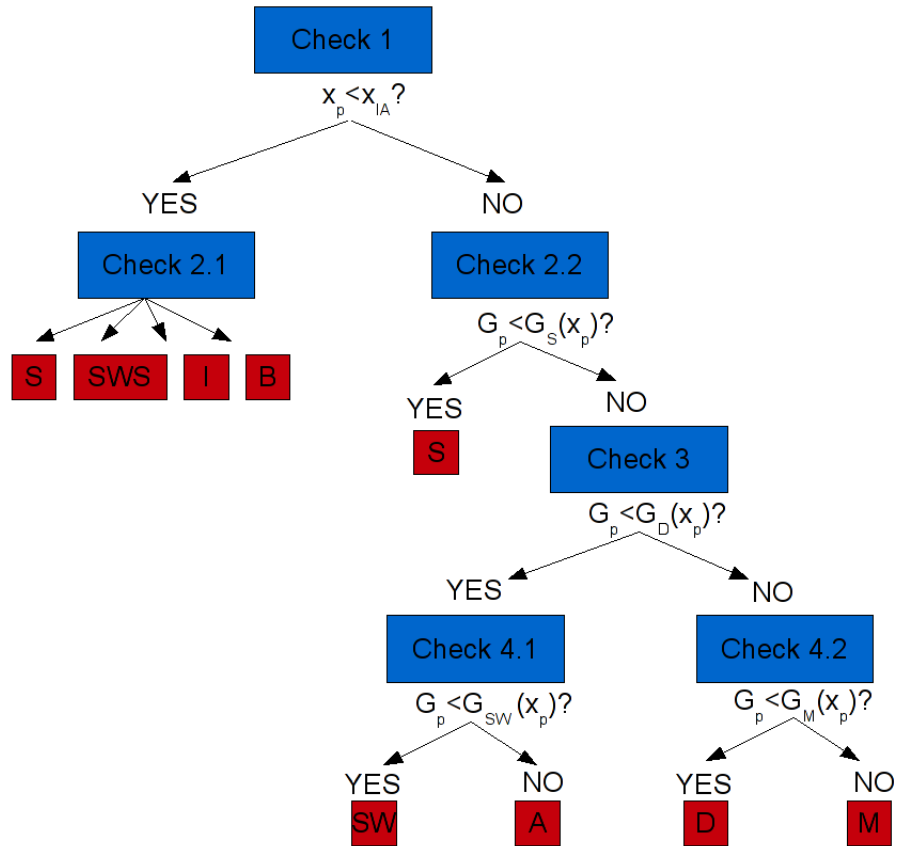 Check 1
x_p<x_IA?
YES NO
Check 2.1 Check 2.2
G_p<G_S(x_p)?
S SWS I B
YES NO
S
Check 3
G_p<G_D(x_p)?
YES NO
Check 4.1 Check 4.2
G_p<G_SW(x_p)? G_p<G_M(x_p)?
YES NO YES NO
SW A D M